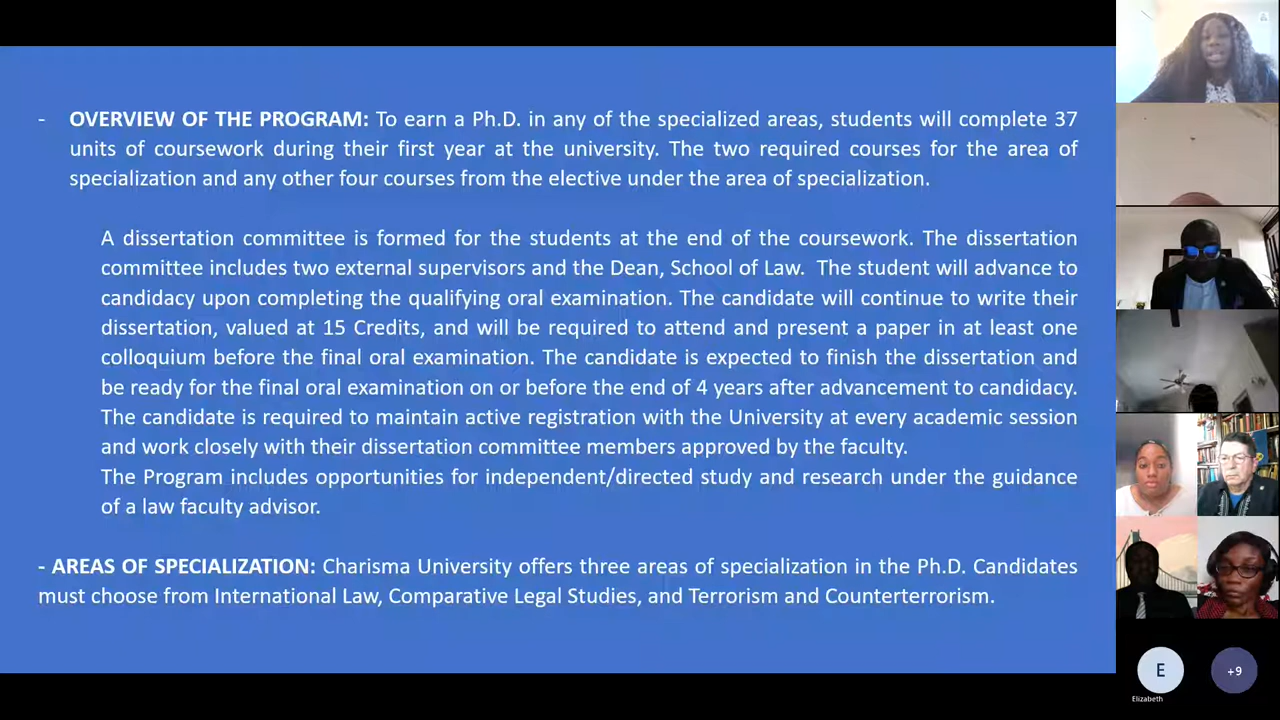 - OVERVIEW OF THE PROGRAM: To earn a Ph.D. in any of the specialized areas, students will complete 37
units of coursework during their first year at the university. The two required courses for the area of
specialization and any other four courses from the elective under the area of specialization.
A dissertation committee is formed for the students at the end of the coursework. The dissertation
committee includes two external supervisors and the Dean, School of Law. The student will advance to
candidacy upon completing the qualifying oral examination. The candidate will continue to write their
dissertation, valued at 15 Credits, and will be required to attend and present a paper in at least one
colloquium before the final oral examination. The candidate is expected to finish the dissertation and
be ready for the final oral examination on or before the end of 4 years after advancement to candidacy.
The candidate is required to maintain active registration with the University at every academic session
and work closely with their dissertation committee members approved by the faculty.
The Program includes opportunities for independent/directed study and research under the guidance
of a law faculty advisor.
- AREAS OF SPECIALIZATION: Charisma University offers three areas of specialization in the Ph.D. Candidates
must choose from International Law, Comparative Legal Studies, and Terrorism and Counterterrorism.
E
+9
Elizabeth